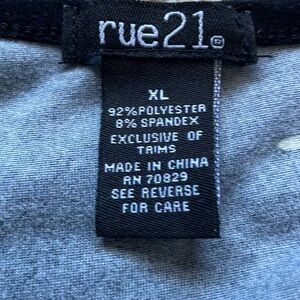 rue21®
XL
92%POLYESTER
8% SPANDEX
EXCLUSIVE OF
TRIMS
MADE IN CHINA
RN 70829
SEE REVERSE
FOR CARE